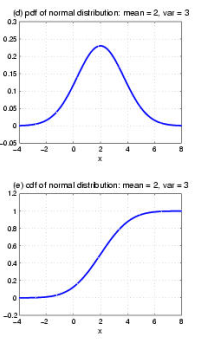 (d) pdf of normal distribution: mean = 2, var = 3
0.3
0.25
0.2
0.15
0.1
0.05
0
-0.05
-4 -2 0 2 4 6 8
x
(e) cdf of normal distribution: mean = 2, var = 3
1.2
1
0.8
0.6
0.4
0.2
0
-0.2
-4 -2 0 2 4 6 8
x